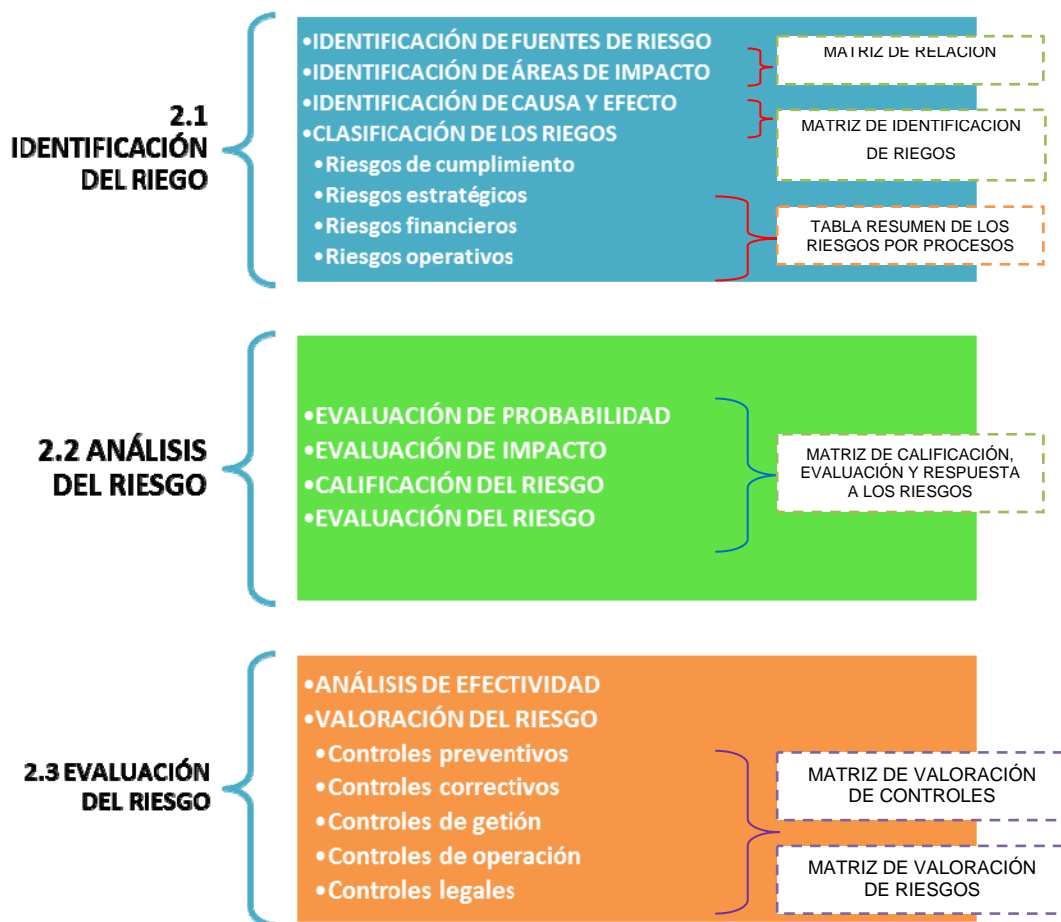 2.1
IDENTIFICACIÓN
DEL RIEGO
•IDENTIFICACIÓN DE FUENTES DE RIESGO
•IDENTIFICACIÓN DE ÁREAS DE IMPACTO
•IDENTIFICACIÓN DE CAUSA Y EFECTO
•CLASIFICACIÓN DE LOS RIEGOS
•Riesgos de cumplimiento
•Riesgos estratégicos
•Riesgos financieros
•Riesgos operativos
MATRIZ DE RELACIÓN
MATRIZ DE IDENTIFICACION
DE RIEGOS
TABLA RESUMEN DE LOS
RIESGOS POR PROCESOS
2.2 ANÁLISIS
DEL RIESGO
•EVALUACIÓN DE PROBABILIDAD
•EVALUACIÓN DE IMPACTO
•CALIFICACIÓN DEL RIESGO
•EVALUACIÓN DEL RIESGO
MATRIZ DE CALIFICACIÓN,
EVALUACIÓN Y RESPUESTA
A LOS RIESGOS
2.3 EVALUACIÓN
DEL RIESGO
•ANÁLISIS DE EFECTIVIDAD
•VALORACIÓN DEL RIESGO
•Controles preventivos
•Controles correctivos
•Controles de getión
•Controles de operación
•Controles legales
MATRIZ DE VALORACIÓN
DE CONTROLES
MATRIZ DE VALORACIÓN
DE RIESGOS